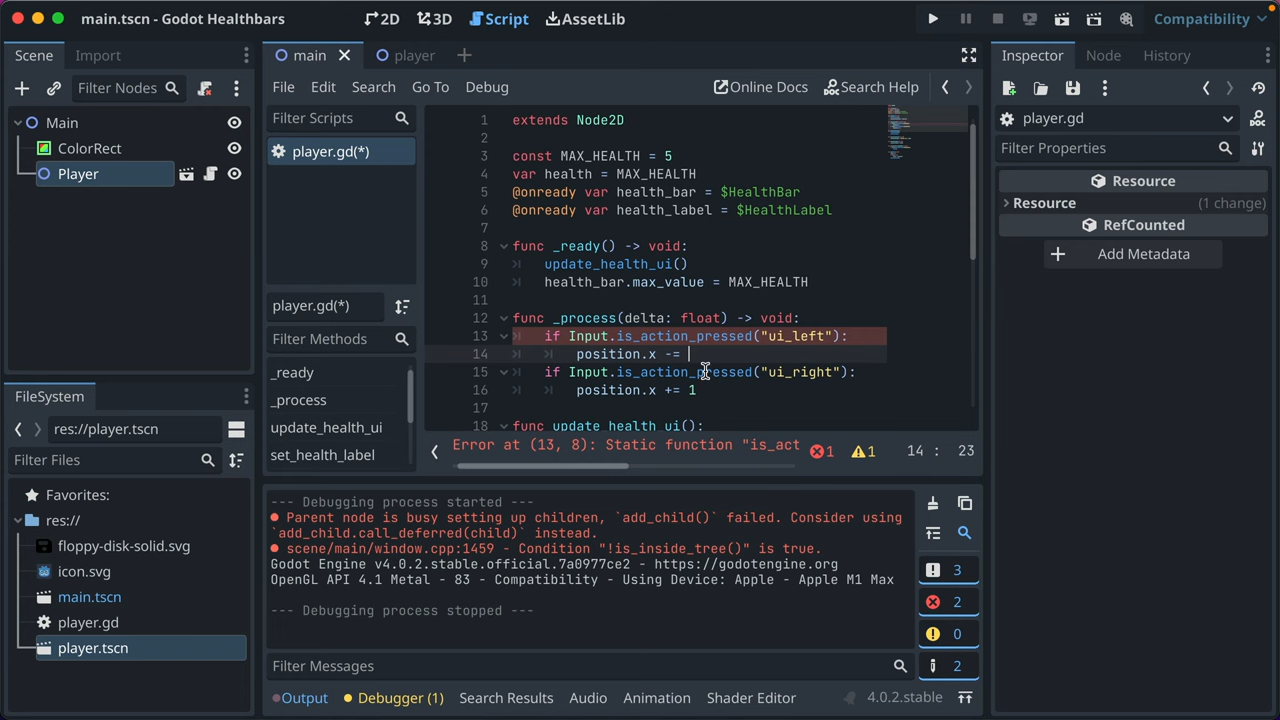 main.tscn - Godot Healthbars
2D
3D
Script
AssetLib
Compatibility
Scene
Import
Filter Nodes
Main
ColorRect
Player
FileSystem
res://player.tscn
Filter Files
Favorites:
res://
floppy-disk-solid.svg
icon.svg
main.tscn
player.gd
player.tscn
main
player
File
Edit
Search
Go To
Debug
Online Docs
Search Help
Filter Scripts
player.gd(*)
player.gd(*)
Filter Methods
_ready
_process
update_health_ui
set_health_label
1 extends Node2D
2
3 const MAX_HEALTH = 5
4 var health = MAX_HEALTH
5 @onready var health_bar = $HealthBar
6 @onready var health_label = $HealthLabel
7
8 func _ready() -> void:
9 update_health_ui()
10 health_bar.max_value = MAX_HEALTH
11
12 func _process(delta: float) -> void:
13 if Input.is_action_pressed("ui_left"):
14 position.x -=
15 if Input.is_action_pressed("ui_right"):
16 position.x += 1
17
18 func update_health_ui():
Error at (13, 8): Static function "is_act
1
1
14 : 23
--- Debugging process started ---
Parent node is busy setting up children, `add_child()` failed. Consider using
`add_child.call_deferred(child)` instead.
scene/main/window.cpp:1459 - Condition "!is_inside_tree()" is true.
Godot Engine v4.0.2.stable.official.7a0977ce2 - https://godotengine.org
OpenGL API 4.1 Metal - 83 - Compatibility - Using Device: Apple - Apple M1 Max
--- Debugging process stopped ---
3
2
0
2
Filter Messages
Output
Debugger (1)
Search Results
Audio
Animation
Shader Editor
4.0.2.stable
Inspector
Node
History
player.gd
Filter Properties
Resource
Resource (1 change)
RefCounted
Add Metadata